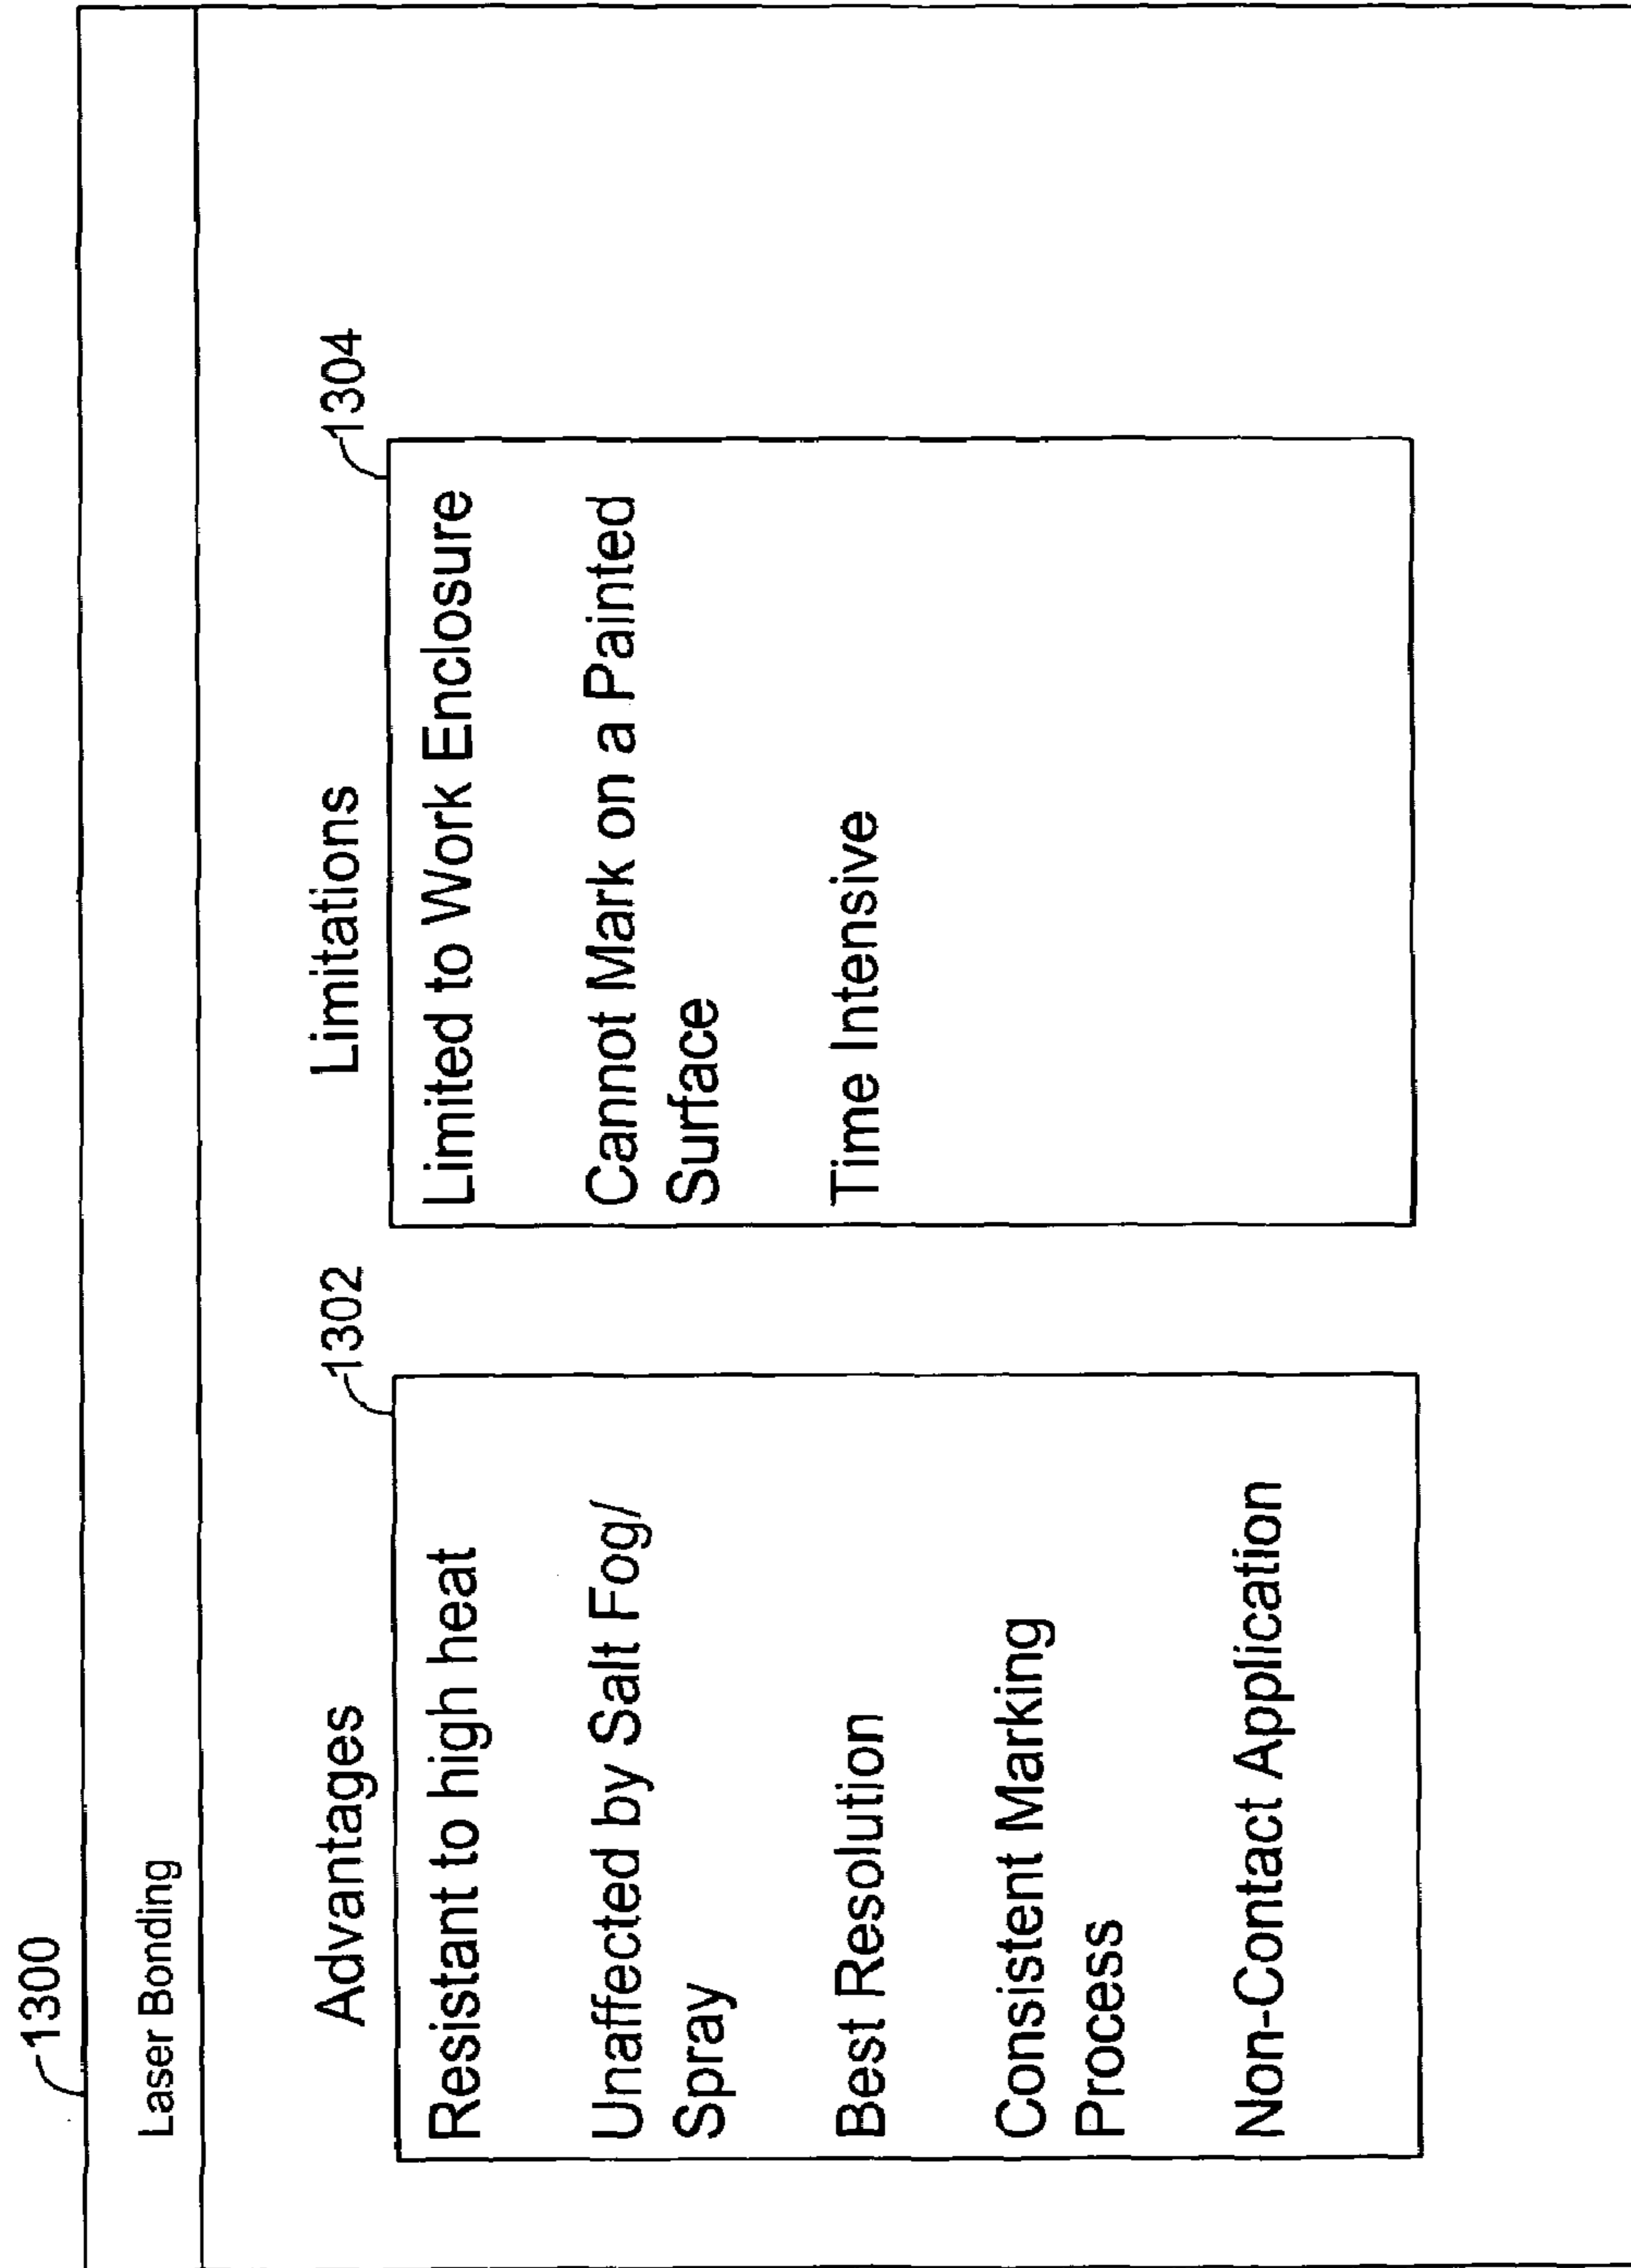 1300
Laser Bonding
Advantages
1302
Resistant to high heat
Unaffected by Salt Fog/
Spray
Best Resolution
Consistent Marking
Process
Non-Contact Application
Limitations
1304
Limited to Work Enclosure
Cannot Mark on a Painted
Surface
Time Intensive